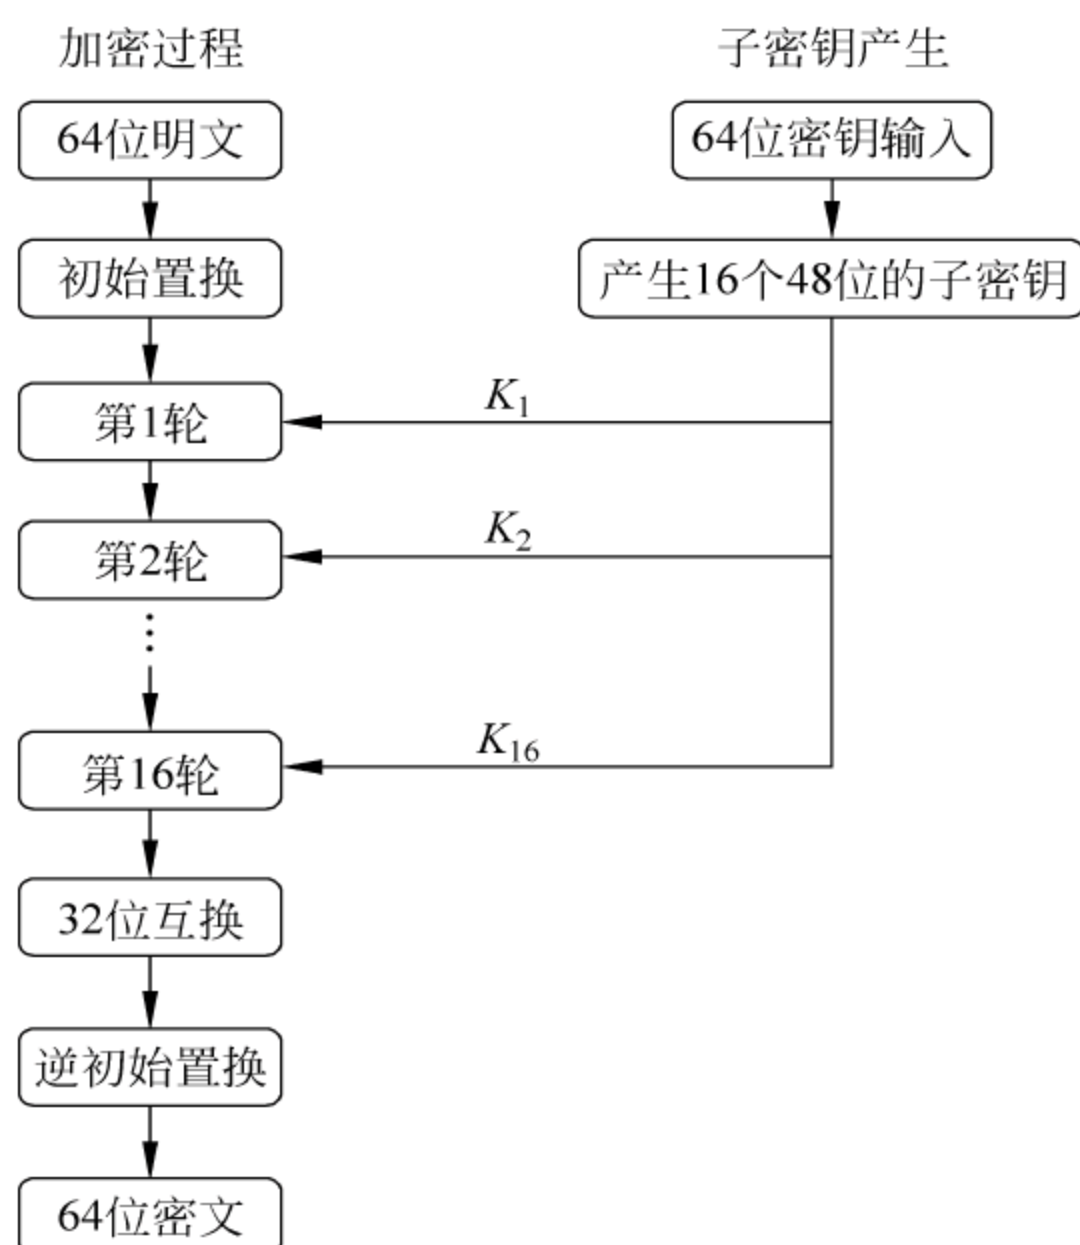 加密过程
子密钥产生
64位明文
64位密钥输入
初始置换
产生16个48位的子密钥
K1
第1轮
K2
第2轮
⋮
K16
第16轮
32位互换
逆初始置换
64位密文